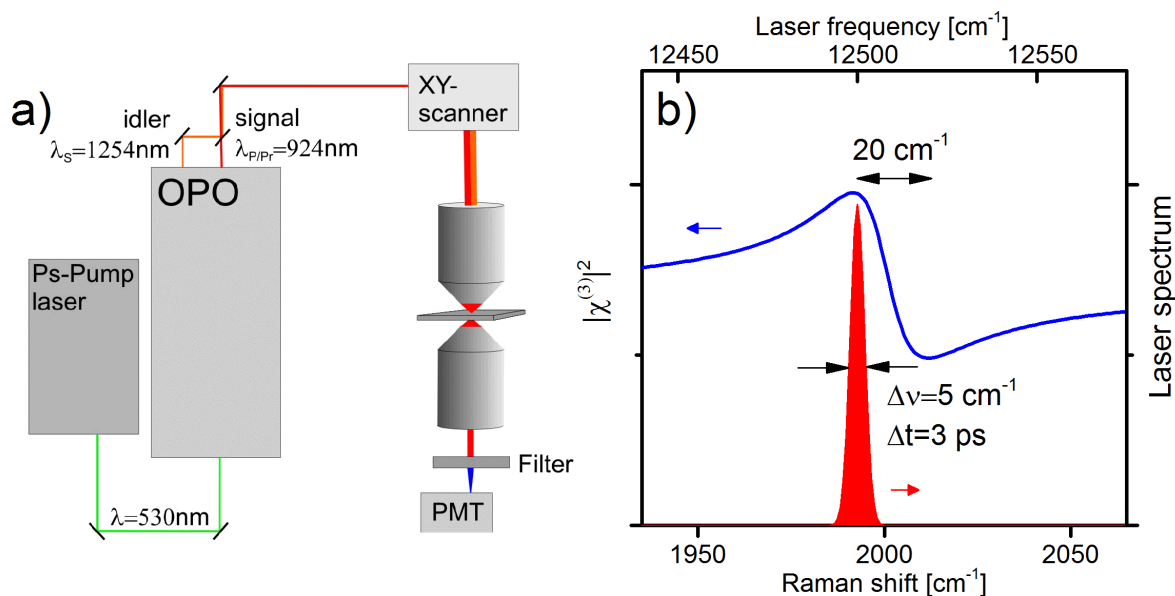 a)
idler
λS=1254nm
signal
λP/Pr=924nm
OPO
Ps-Pump
laser
λ=530nm
XY-
scanner
Filter
PMT
b)
Laser frequency [cm⁻¹]
12450 12500 12550
20 cm⁻¹
|χ⁽³⁾|²
Δν=5 cm⁻¹
Δt=3 ps
Laser spectrum
1950 2000 2050
Raman shift [cm⁻¹]